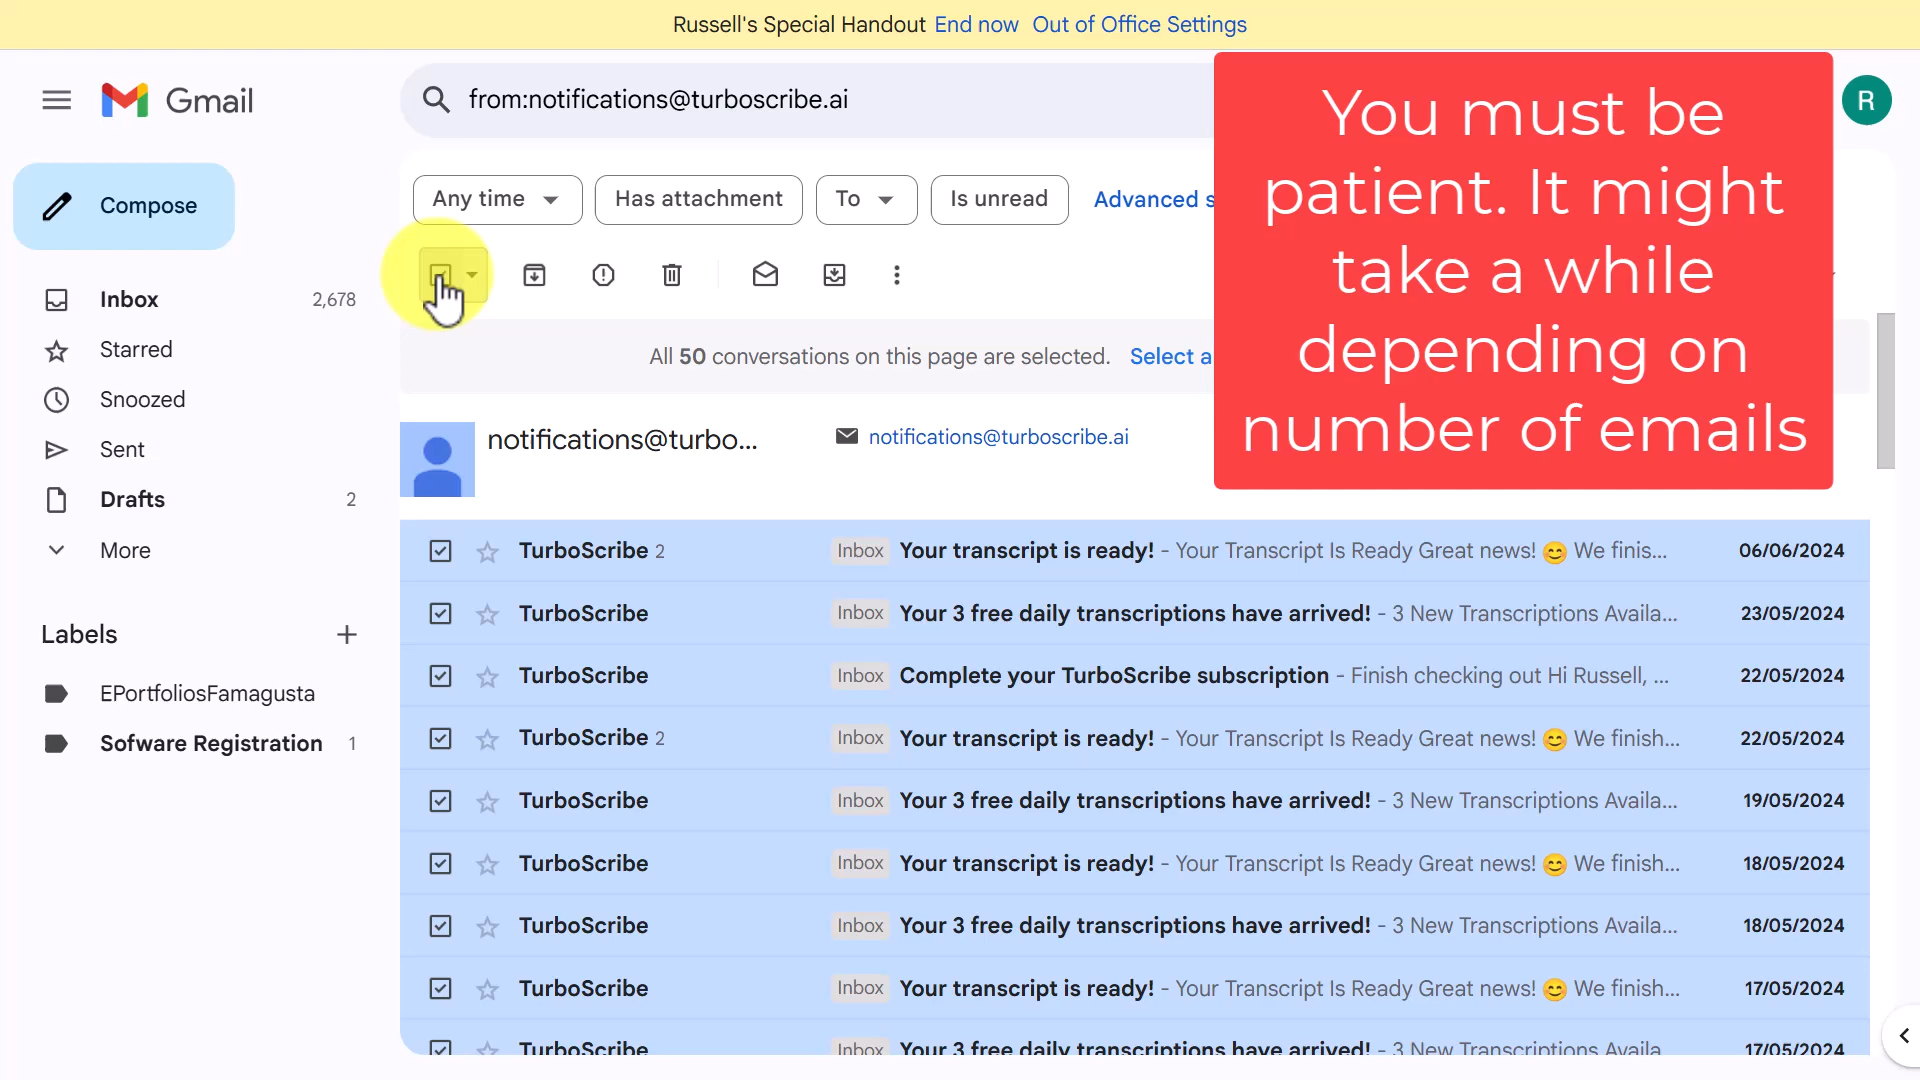 Russell's Special Handout End now Out of Office Settings
Gmail
from:notifications@turboscribe.ai
You must be
patient. It might
take a while
depending on
number of emails
R
Compose
Any time
Has attachment
To
Is unread
Advanced s
Inbox 2,678
Starred
Snoozed
Sent
Drafts 2
More
Labels
EPortfoliosFamagusta
Sofware Registration 1
All 50 conversations on this page are selected. Select a
notifications@turbo... notifications@turboscribe.ai
TurboScribe 2 Inbox Your transcript is ready! - Your Transcript Is Ready Great news! 😊 We finis... 06/06/2024
TurboScribe Inbox Your 3 free daily transcriptions have arrived! - 3 New Transcriptions Availa... 23/05/2024
TurboScribe Inbox Complete your TurboScribe subscription - Finish checking out Hi Russell, ... 22/05/2024
TurboScribe 2 Inbox Your transcript is ready! - Your Transcript Is Ready Great news! 😊 We finish... 22/05/2024
TurboScribe Inbox Your 3 free daily transcriptions have arrived! - 3 New Transcriptions Availa... 19/05/2024
TurboScribe Inbox Your transcript is ready! - Your Transcript Is Ready Great news! 😊 We finish... 18/05/2024
TurboScribe Inbox Your 3 free daily transcriptions have arrived! - 3 New Transcriptions Availa... 18/05/2024
TurboScribe Inbox Your transcript is ready! - Your Transcript Is Ready Great news! 😊 We finish... 17/05/2024
TurboScribe Inbox Your 3 free daily transcriptions have arrived! - 3 New Transcriptions Availa 17/05/2024